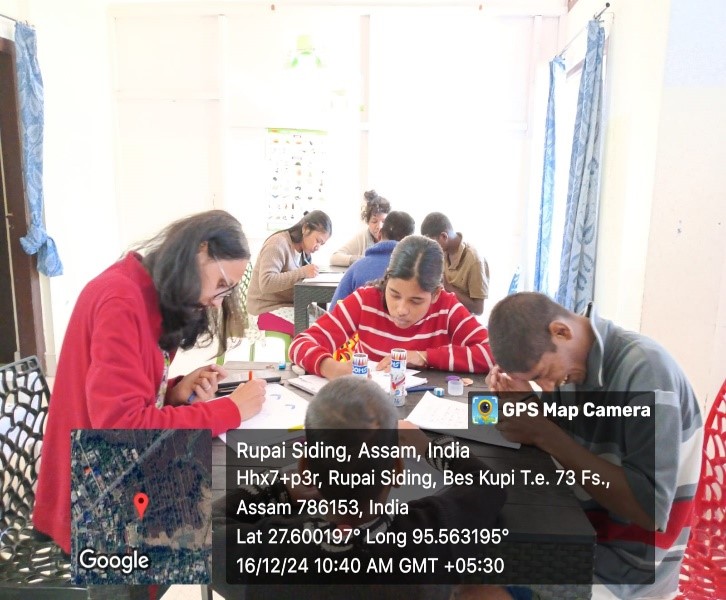 GPS Map Camera
Rupai Siding, Assam, India
Hhx7+p3r, Rupai Siding, Bes Kupi T.e. 73 Fs.,
Assam 786153, India
Lat 27.600197° Long 95.563195°
16/12/24 10:40 AM GMT +05:30
Google